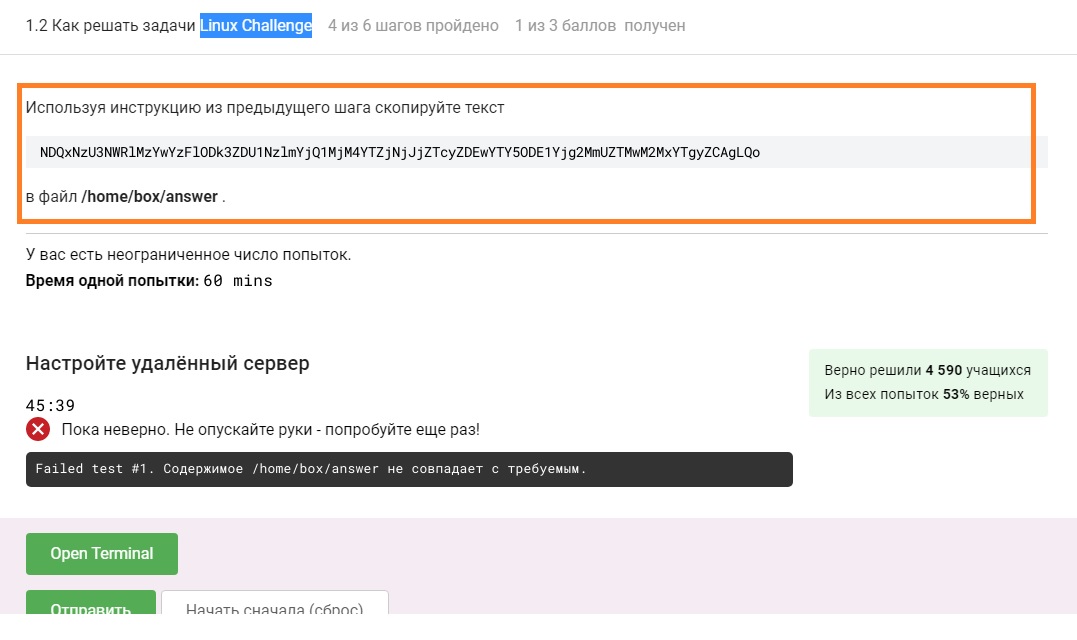 1.2 Как решать задачи Linux Challenge 4 из 6 шагов пройдено 1 из 3 баллов получен
Используя инструкцию из предыдущего шага скопируйте текст
NDQxNzU3NWRlMzYwYzFlODk3ZDU1NzlmYjQ1MjM4YTZjNjJjZTcyZDEwYTY5ODE1Yjg2MmUZTMwM2MxYTgyZCAgLQo
в файл /home/box/answer .
У вас есть неограниченное число попыток.
Время одной попытки: 60 mins
Настройте удалённый сервер
Верно решили 4 590 учащихся
Из всех попыток 53% верных
45:39
Пока неверно. Не опускайте руки - попробуйте еще раз!
Failed test #1. Содержимое /home/box/answer не совпадает с требуемым.
Open Terminal
Отправить Начать сначала (сброс)